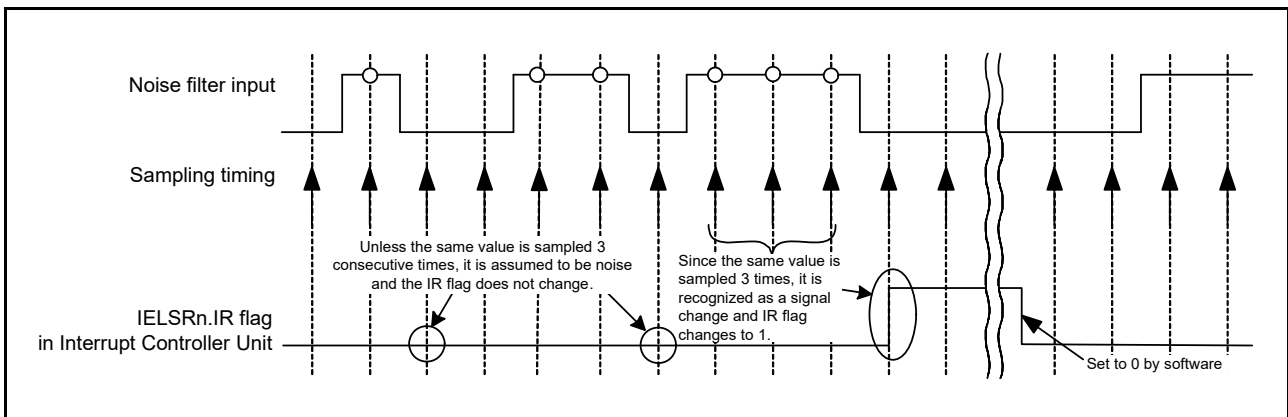 Noise filter input
Sampling timing
Unless the same value is sampled 3
consecutive times, it is assumed to be noise
and the IR flag does not change.
Since the same value is
sampled 3 times, it is
recognized as a signal
change and IR flag
changes to 1.
IELSRn.IR flag
in Interrupt Controller Unit
Set to 0 by software